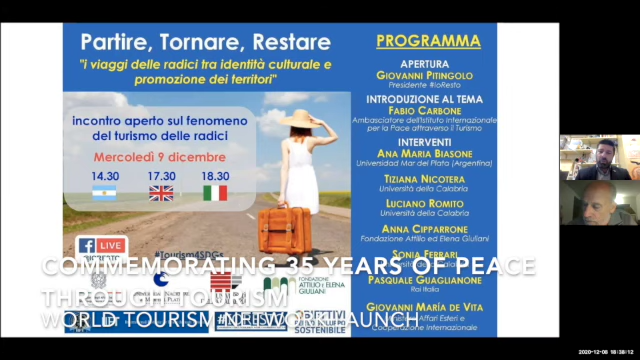 Partire, Tornare, Restare
"i viaggi delle radici tra identità culturale e
promozione dei territori"
incontro aperto sul fenomeno
del turismo delle radici
Mercoledì 9 dicembre
14.30 17.30 18.30
LIVE
#Tourism4SDGs
PROGRAMMA
APERTURA
GIOVANNI PITINGOLO
Presidente #IoResto
INTRODUZIONE AL TEMA
FABIO CARBONE
Ambasciatore dell'Istituto internazionale
per la Pace attraverso il Turismo
INTERVENTI
ANA MARIA BIASONE
Universidad Mar del Plata (Argentina)
TIZIANA NICOTERA
Università della Calabria
LUCIANO ROMITO
Università della Calabria
ANNA CIPPARRONE
Fondazione Attilio ed Elena Giuliani
SONIA FERRARI
PASQUALE GUAGLIANONE
Rai Italia
GIOVANNI MARÍA DE VITA
Cooperazione Internazionale
FONDAZIONE
ATTILIO E ELENA
GIULIANI
SOSTENIBILE
COMMEMORATING 35 YEARS OF PEACE
THROUGH TOURISM
WORLD TOURISM NETWORK LAUNCH
2020-12-08 18:38:12